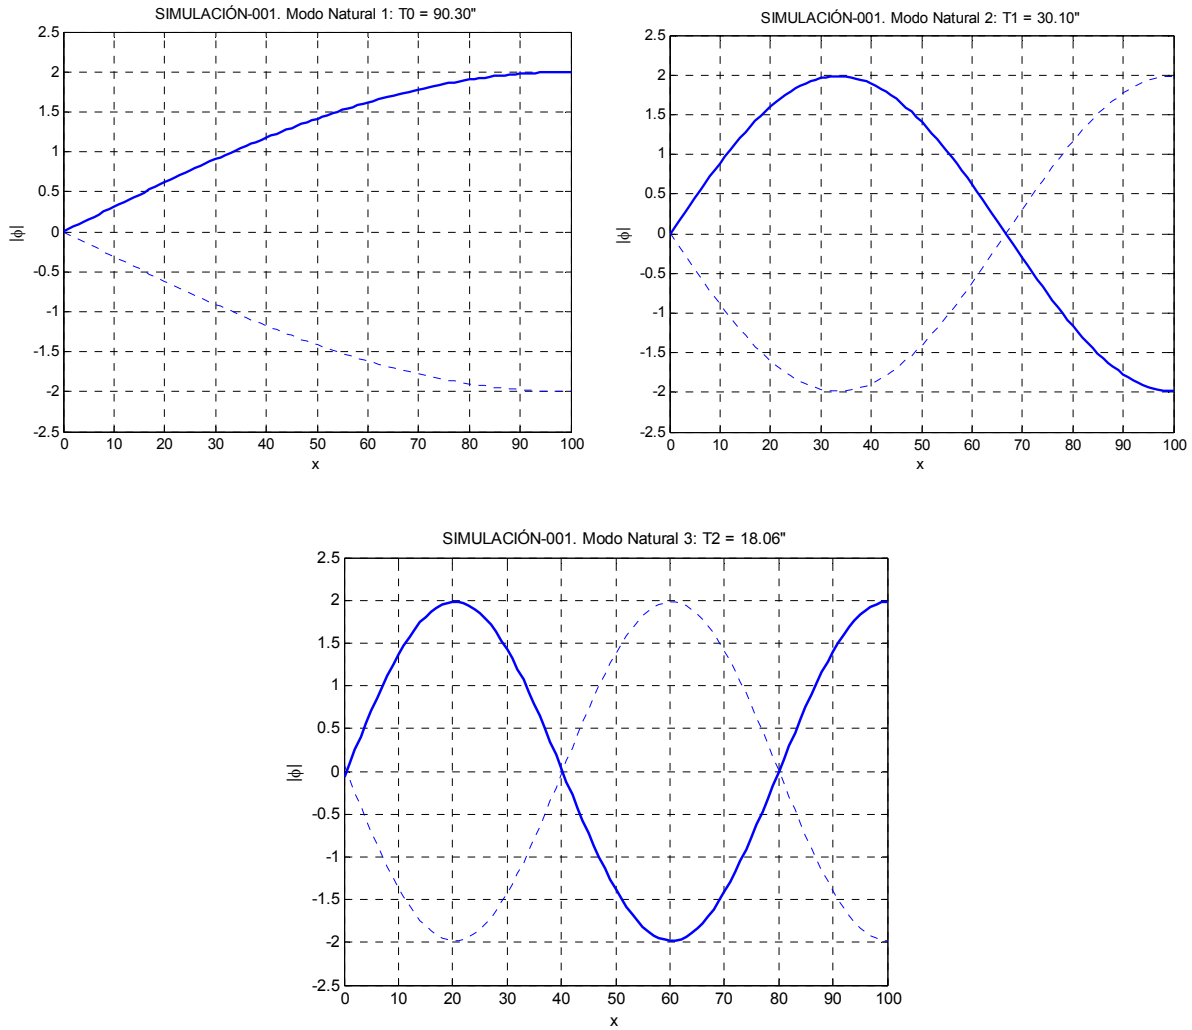 SIMULACIÓN-001. Modo Natural 1: T0 = 90.30"
2.5
2
1.5
1
0.5
0
-0.5
-1
-1.5
-2
-2.5
|ϕ|
0 10 20 30 40 50 60 70 80 90 100
x
SIMULACIÓN-001. Modo Natural 2: T1 = 30.10"
2.5
2
1.5
1
0.5
0
-0.5
-1
-1.5
-2
-2.5
|ϕ|
0 10 20 30 40 50 60 70 80 90 100
x
SIMULACIÓN-001. Modo Natural 3: T2 = 18.06"
2.5
2
1.5
1
0.5
0
-0.5
-1
-1.5
-2
-2.5
|ϕ|
0 10 20 30 40 50 60 70 80 90 100
x